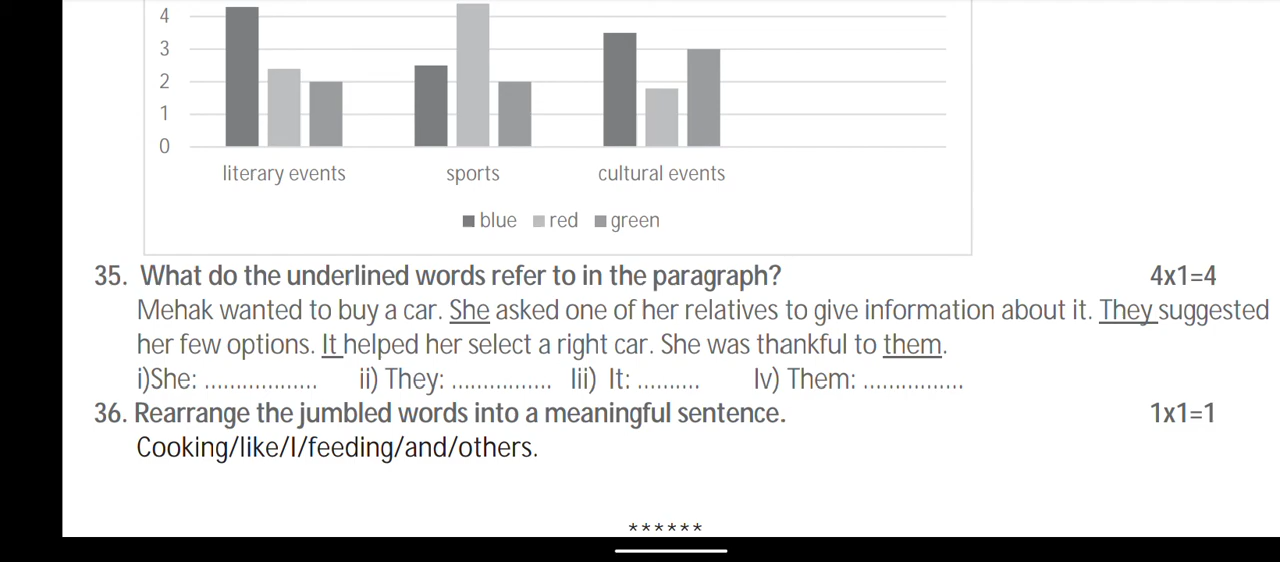 4
3
2
1
0
literary events sports cultural events
blue red green
35. What do the underlined words refer to in the paragraph? 4x1=4
Mehak wanted to buy a car. She asked one of her relatives to give information about it. They suggested
her few options. It helped her select a right car. She was thankful to them.
i)She: .................. ii) They: ................ Iii) It: .......... Iv) Them: ................
36. Rearrange the jumbled words into a meaningful sentence. 1x1=1
Cooking/like/I/feeding/and/others.
******